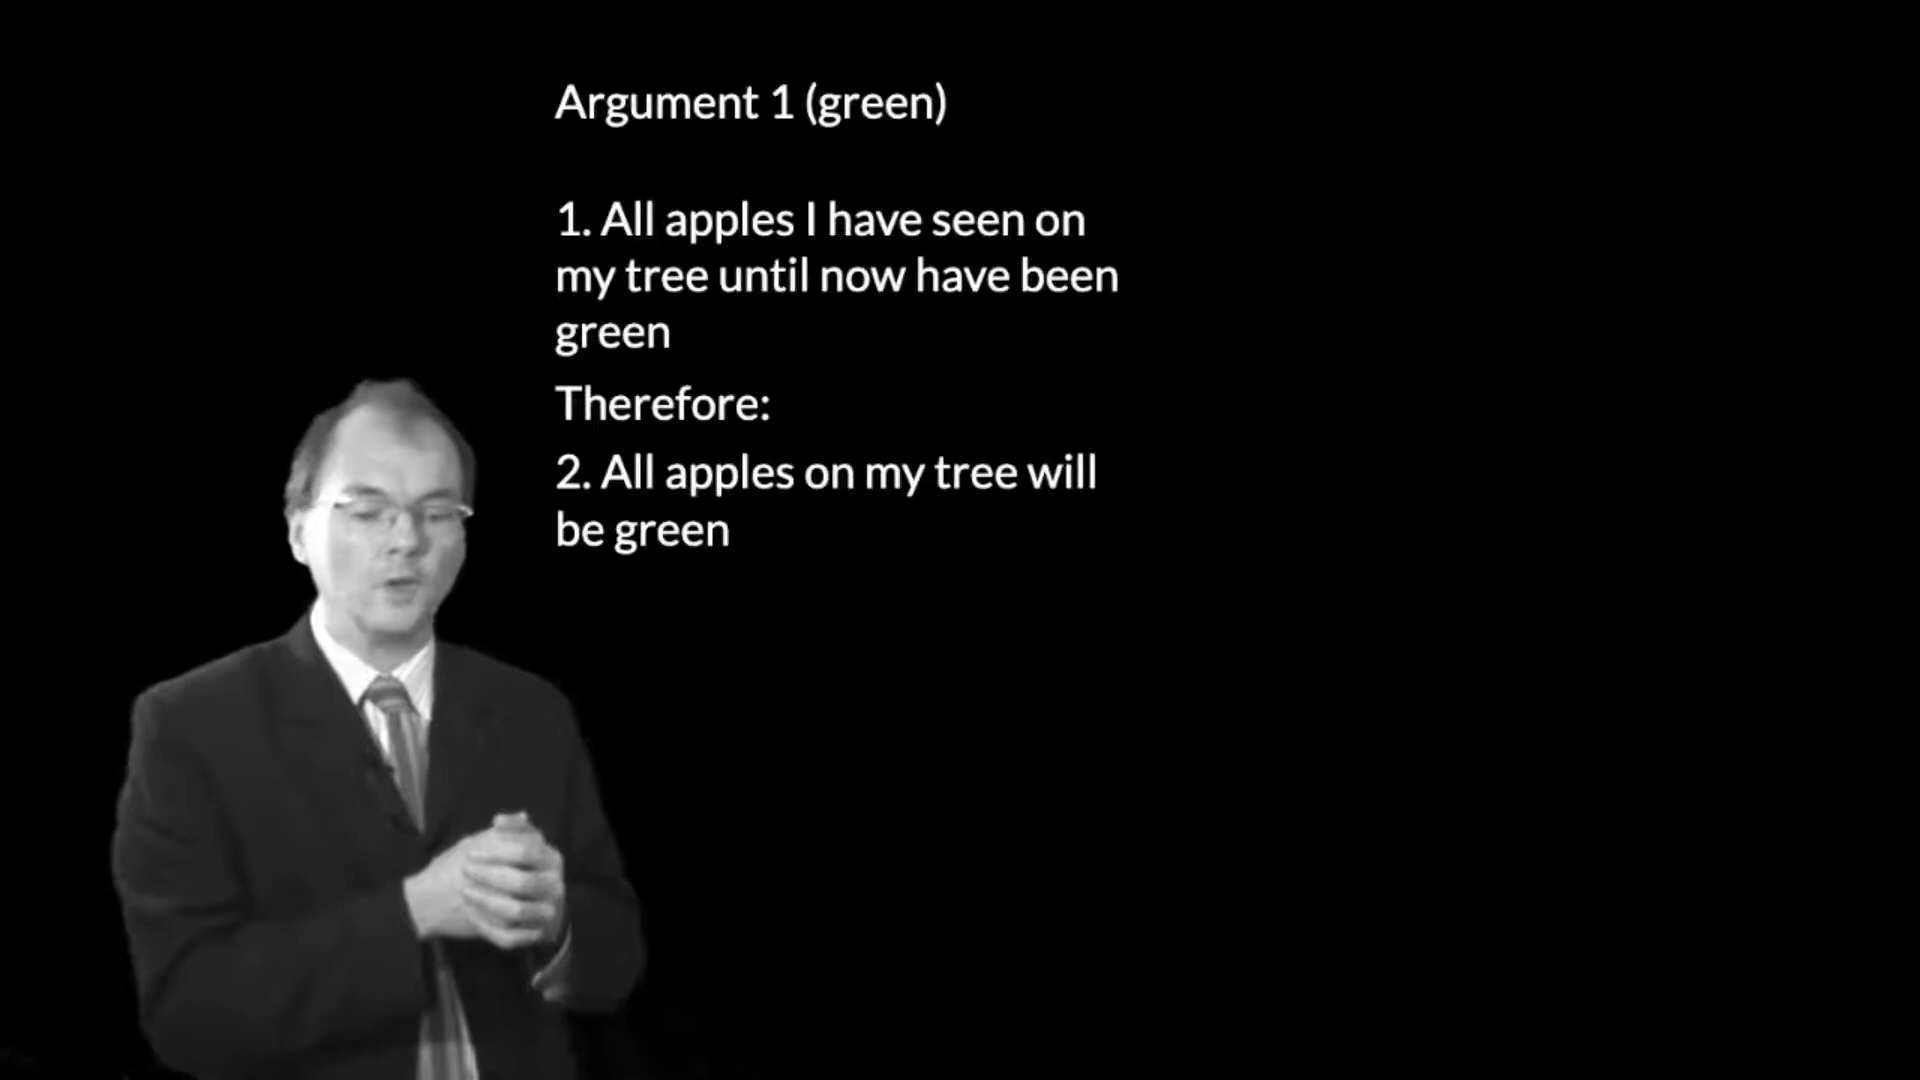 Argument 1 (green)
1. All apples I have seen on
my tree until now have been
green
Therefore:
2. All apples on my tree will
be green